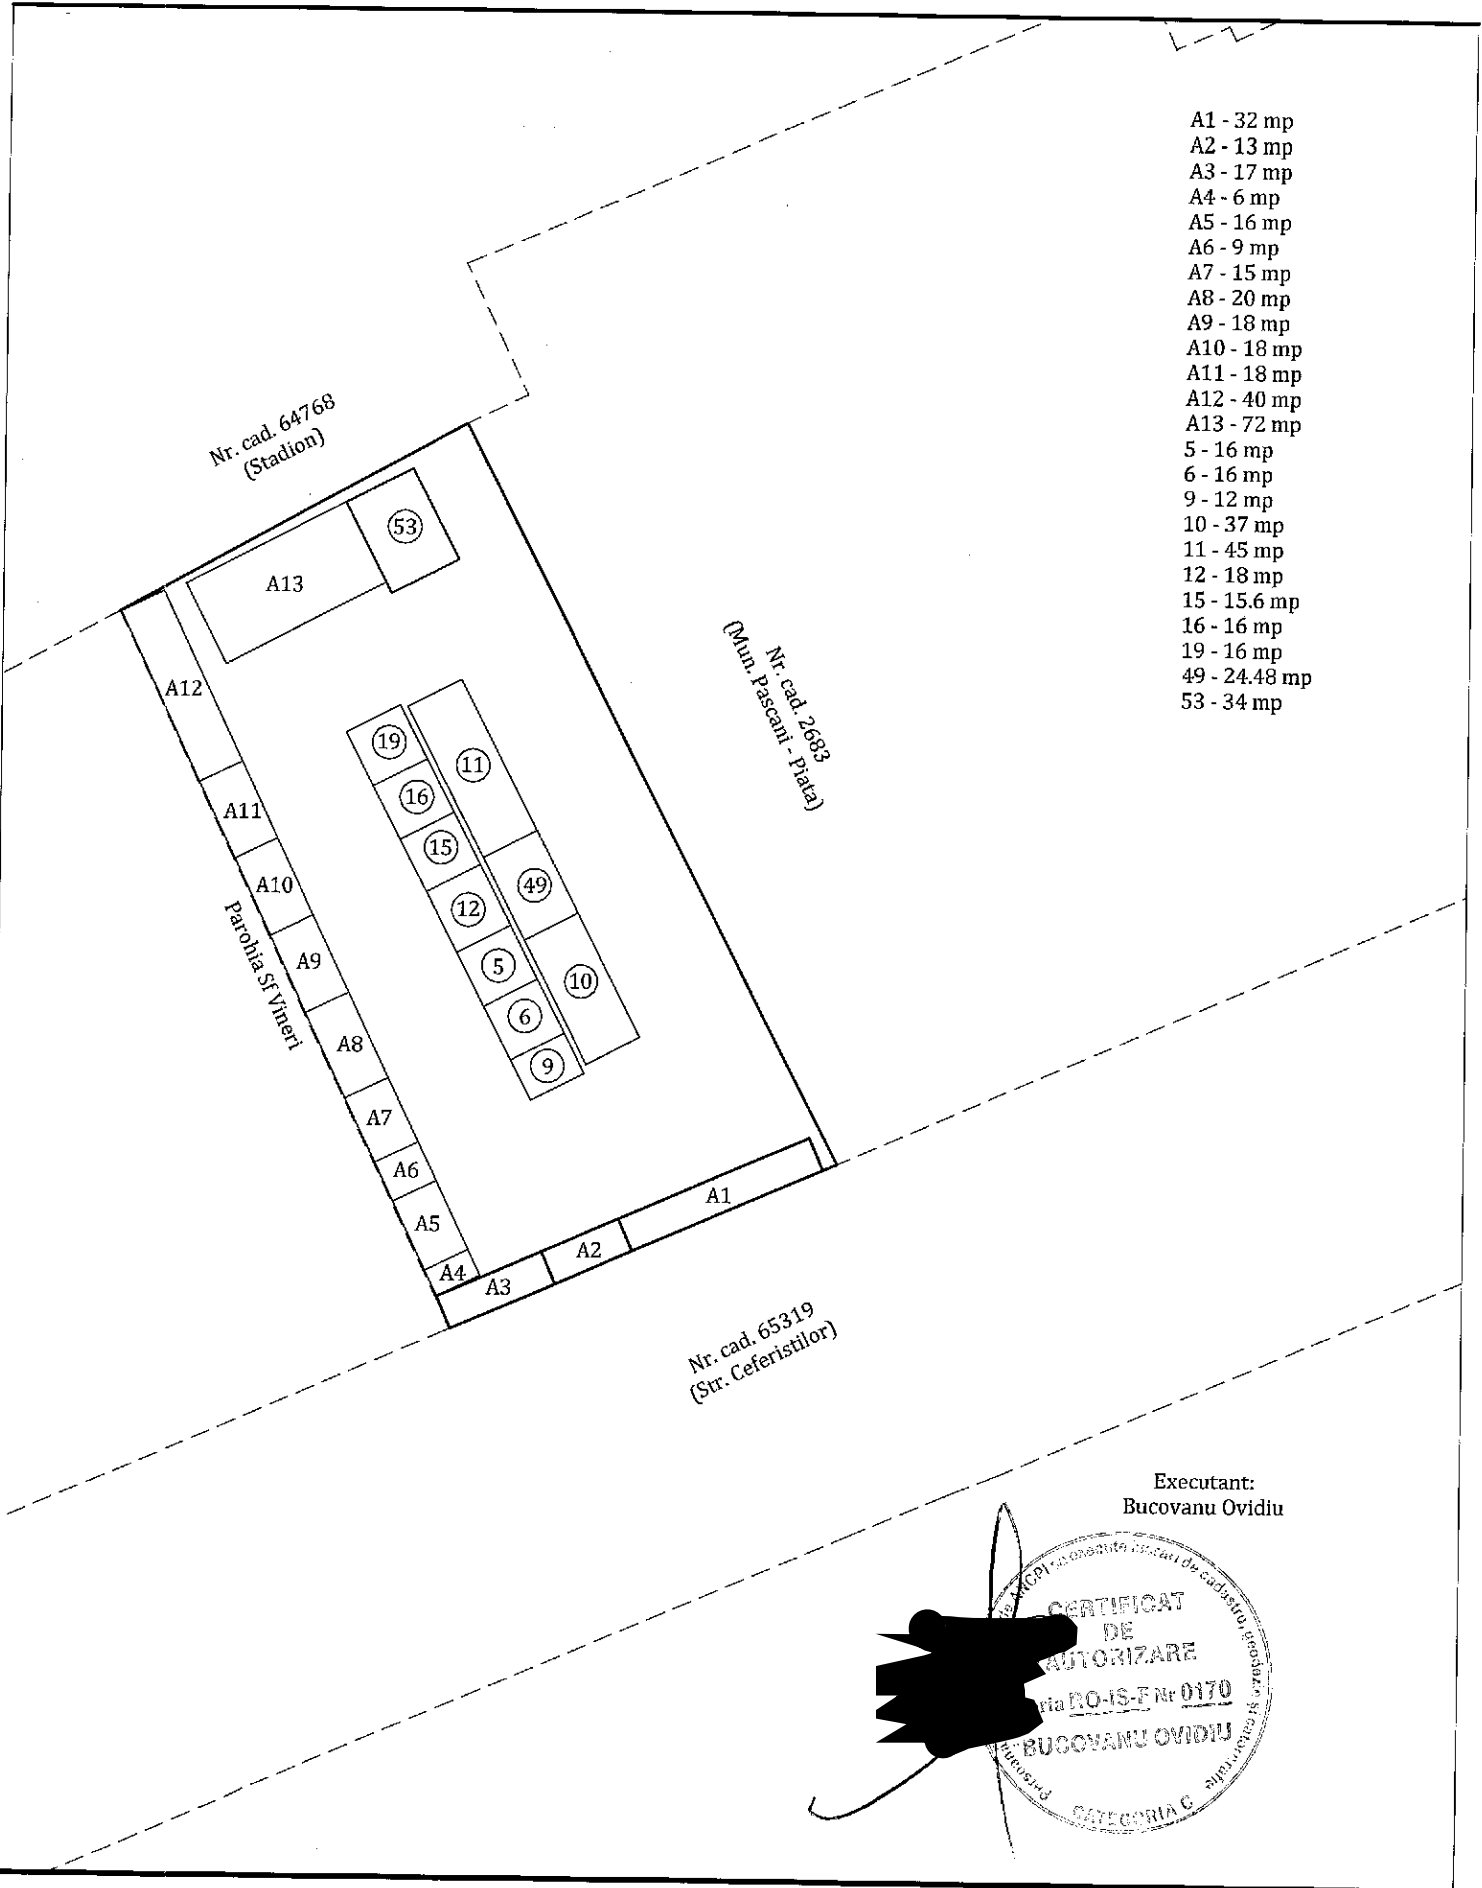 A1 - 32 mp
A2 - 13 mp
A3 - 17 mp
A4 - 6 mp
A5 - 16 mp
A6 - 9 mp
A7 - 15 mp
A8 - 20 mp
A9 - 18 mp
A10 - 18 mp
A11 - 18 mp
A12 - 40 mp
A13 - 72 mp
5 - 16 mp
6 - 16 mp
9 - 12 mp
10 - 37 mp
11 - 45 mp
12 - 18 mp
15 - 15.6 mp
16 - 16 mp
19 - 16 mp
49 - 24.48 mp
53 - 34 mp
Nr. cad. 64768
(Stadion)
53
A13
A12
Nr. cad. 2683
(Mun. Pascani - Piata)
19
11
16
A11
15
A10
49
12
Parohia Sf Vineri
A9
5
10
6
A8
9
A7
A6
A5
A1
A2
A4
A3
Nr. cad. 65319
(Str. Ceferistilor)
Executant:
Bucovanu Ovidiu
de ANCPI de cadastru, geodezie și
CERTIFICAT
DE
AUTORIZARE
RO-IS-F Nr 0170
BUCOVANU OVIDIU
CATEGORIA C